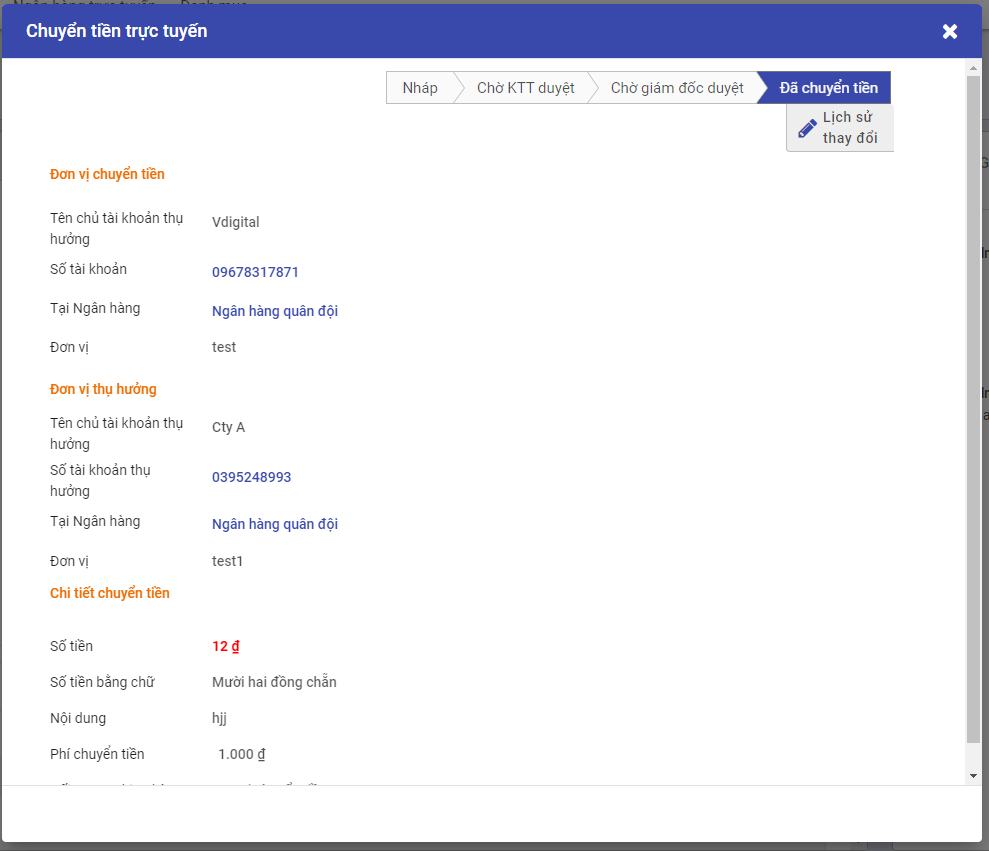 Chuyển tiền trực tuyến
Nháp
Chờ KTT duyệt
Chờ giám đốc duyệt
Đã chuyển tiền
Lịch sử
thay đổi
Đơn vị chuyển tiền
Tên chủ tài khoản thụ
hưởng
Vdigital
Số tài khoản
09678317871
Tại Ngân hàng
Ngân hàng quân đội
Đơn vị
test
Đơn vị thụ hưởng
Tên chủ tài khoản thụ
hưởng
Cty A
Số tài khoản thụ
hưởng
0395248993
Tại Ngân hàng
Ngân hàng quân đội
Đơn vị
test1
Chi tiết chuyển tiền
Số tiền
12 ₫
Số tiền bằng chữ
Mười hai đồng chẵn
Nội dung
hjj
Phí chuyển tiền
1.000 ₫